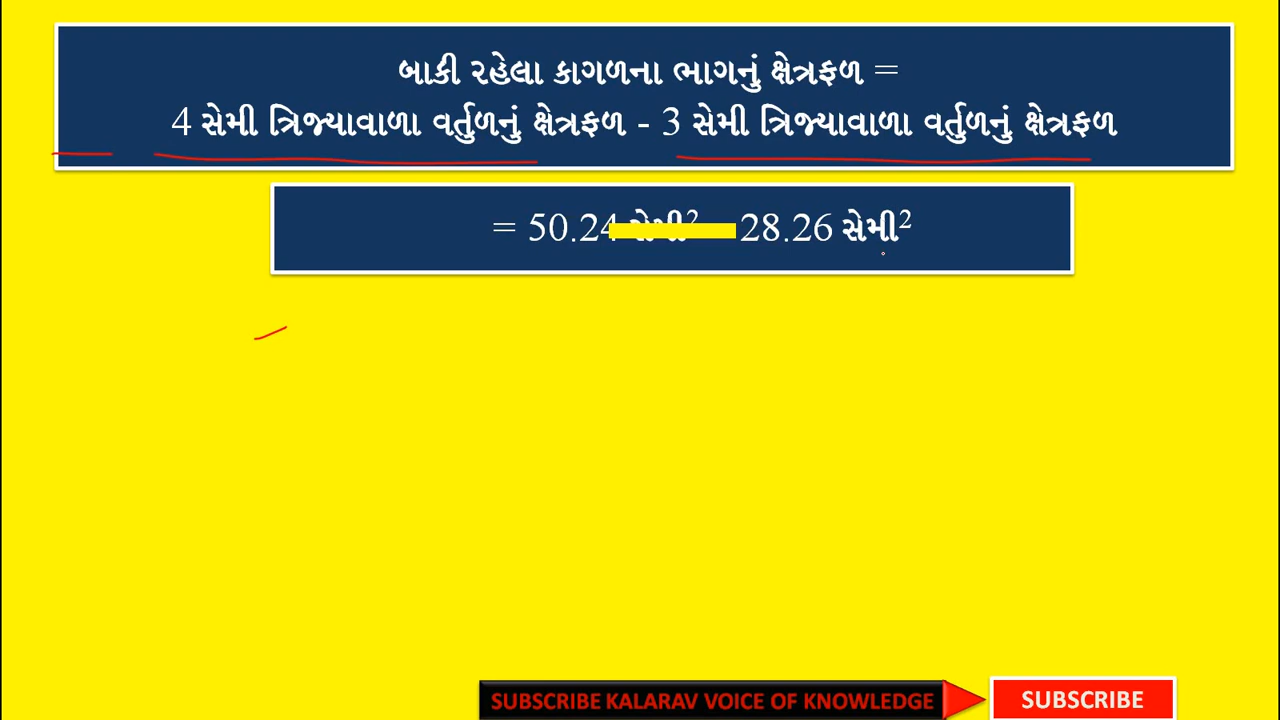 બાકી રહેલા કાગળના ભાગનું ક્ષેત્રફળ =
4 સેમી ત્રિજ્યાવાળા વર્તુળનું ક્ષેત્રફળ - 3 સેમી ત્રિજ્યાવાળા વર્તુળનું ક્ષેત્રફળ
= 50.24 સેમી² 28.26 સેમી²
SUBSCRIBE KALARAV VOICE OF KNOWLEDGE
SUBSCRIBE